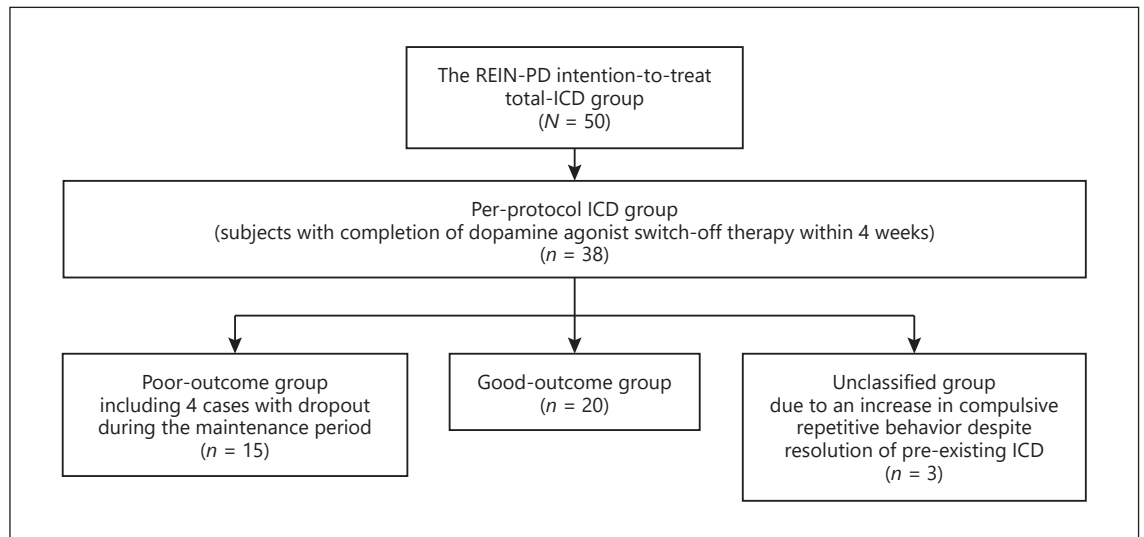 The REIN-PD intention-to-treat
total-ICD group
(N = 50)
Per-protocol ICD group
(subjects with completion of dopamine agonist switch-off therapy within 4 weeks)
(n = 38)
Poor-outcome group
including 4 cases with dropout
during the maintenance period
(n = 15)
Good-outcome group
(n = 20)
Unclassified group
due to an increase in compulsive
repetitive behavior despite
resolution of pre-existing ICD
(n = 3)